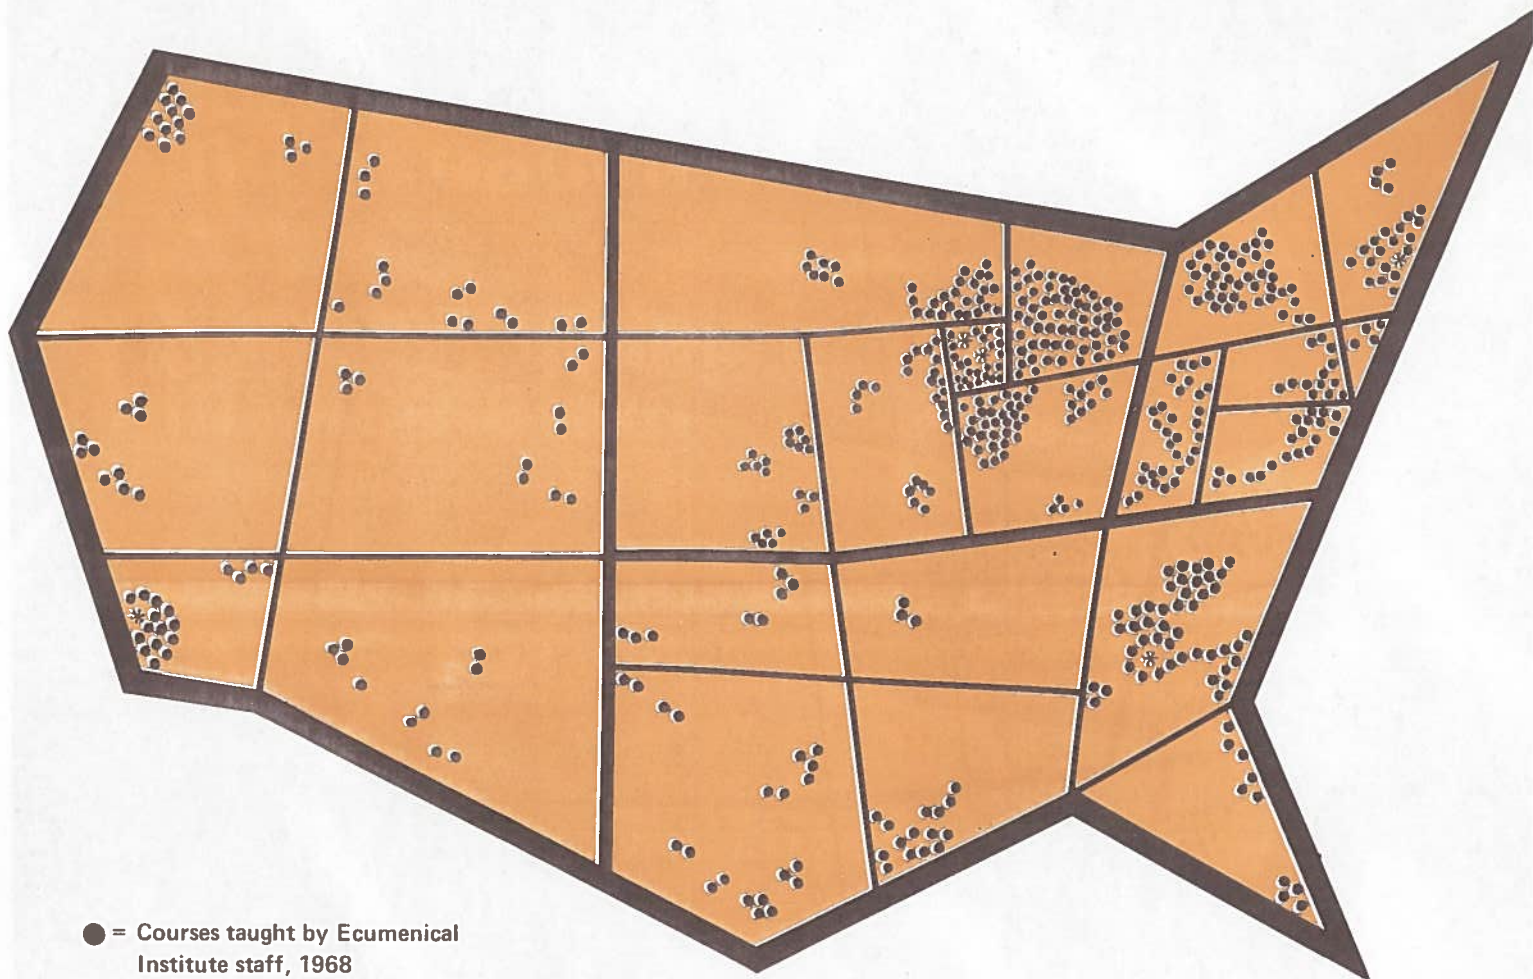 = Courses taught by Ecumenical
Institute staff, 1968